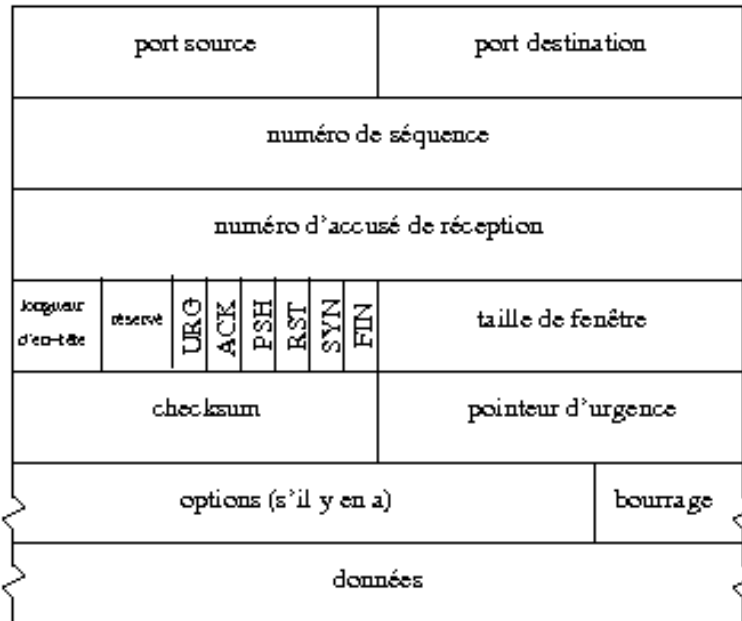 port source
port destination
numéro de séquence
numéro d'accusé de réception
longueur
d'en-tête
réservé
URG
ACK
PSH
RST
SYN
FIN
taille de fenêtre
checksum
pointeur d'urgence
options (s'il y en a)
bourrage
données